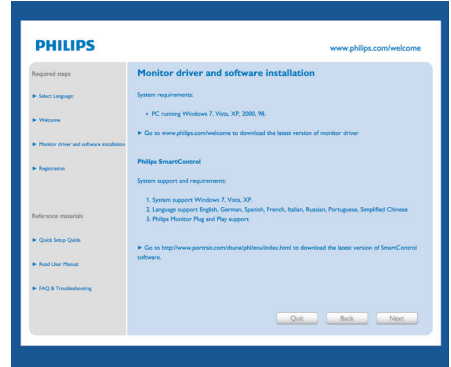 PHILIPS
www.philips.com/welcome
Required steps
▶ Select Language
▶ Welcome
▶ Monitor driver and software installation
▶ Registration
Reference materials
▶ Quick Setup Quide
▶ Read User Manual
▶ FAQ & Troubleshooting
Monitor driver and software installation
System requirements:
• PC running Windows 7, Vista, XP, 2000, 98.
▶ Go to www.philips.com/welcome to download the latest version of monitor driver
Philips SmartControl
System support and requirements:
1. System support Windows 7, Vista, XP.
2. Language support English, German, Spanish, French, Italian, Russian, Portuguese, Simplified Chinese
3. Philips Monitor Plug and Play support
▶ Go to http://www.portrait.com/dtune/phl/enu/index.html to download the latest version of SmartControl
software.
Quit
Back
Next